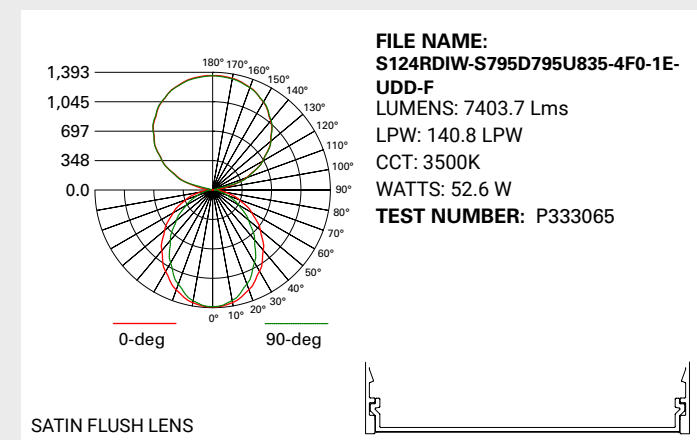 FILE NAME:
S124RDIW-S795D795U835-4F0-1E-
UDD-F
LUMENS: 7403.7 Lms
LPW: 140.8 LPW
CCT: 3500K
WATTS: 52.6 W
TEST NUMBER: P333065
1,393
1,045
697
348
0.0
180°
170°
160°
150°
140°
130°
120°
110°
100°
90°
80°
70°
60°
50°
40°
30°
20°
10°
0°
0-deg
90-deg
SATIN FLUSH LENS